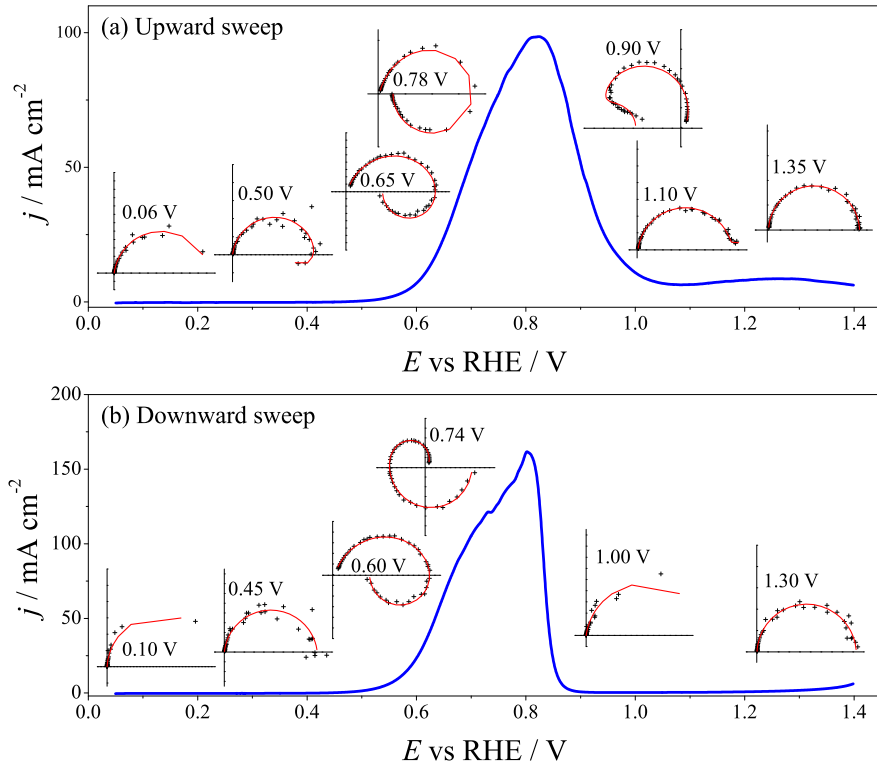 (a) Upward sweep
j / mA cm⁻²
100
50
0
0.06 V
0.50 V
0.65 V
0.78 V
0.90 V
1.10 V
1.35 V
0.0 0.2 0.4 0.6 0.8 1.0 1.2 1.4
E vs RHE / V
(b) Downward sweep
j / mA cm⁻²
200
150
100
50
0
0.10 V
0.45 V
0.60 V
0.74 V
1.00 V
1.30 V
0.0 0.2 0.4 0.6 0.8 1.0 1.2 1.4
E vs RHE / V